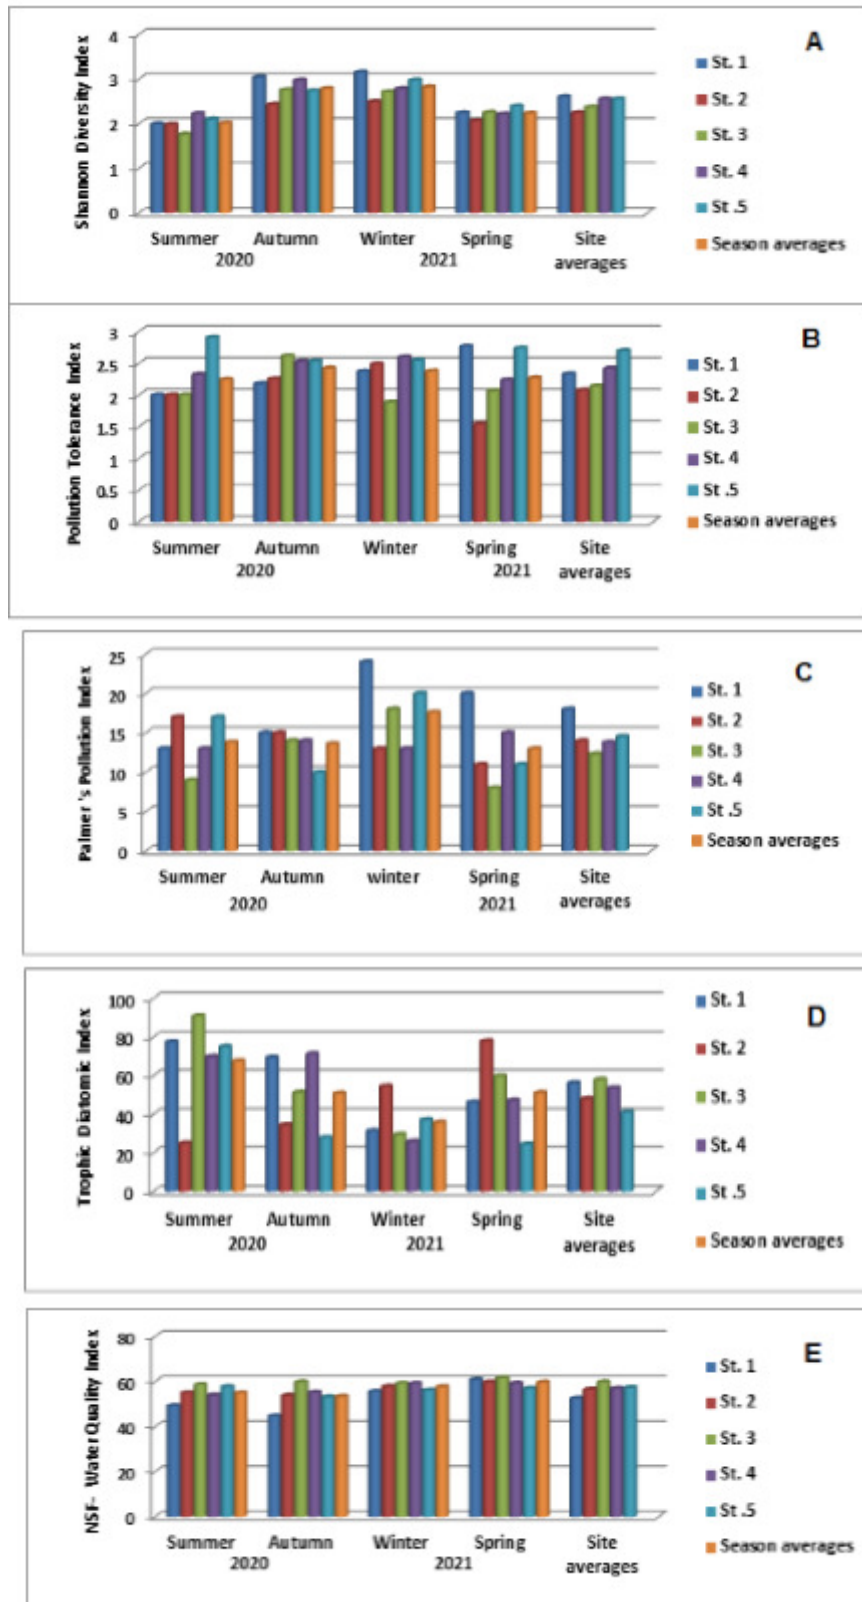 A
Shannon Diversity Index
4
3
2
1
0
Summer Autumn Winter Spring Site averages
2020 2021
St. 1
St. 2
St. 3
St. 4
St .5
Season averages
B
Pollution Tolerance Index
3
2.5
2
1.5
1
0.5
0
Summer Autumn Winter Spring Site averages
2020 2021
St. 1
St. 2
St. 3
St. 4
St .5
Season averages
C
Palmer's Pollution Index
25
20
15
10
5
0
Summer Autumn winter Spring Site averages
2020 2021
St. 1
St. 2
St. 3
St. 4
St .5
Season averages
D
Trophic Diatomic Index
100
80
60
40
20
0
Summer Autumn Winter Spring Site averages
2020 2021
St. 1
St. 2
St. 3
St. 4
St .5
Season averages
E
NSF- Water Quality Index
80
60
40
20
0
Summer Autumn Winter Spring Site averages
2020 2021
St. 1
St. 2
St. 3
St. 4
St .5
Season averages